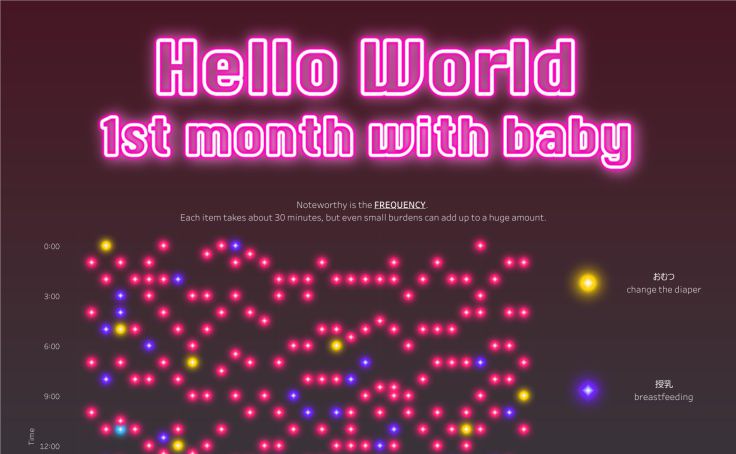 Hello World
1st month with baby
Noteworthy is the FREQUENCY.
Each item takes about 30 minutes, but even small burdens can add up to a huge amount.
0:00
3:00
6:00
9:00
12:00
Time
おむつ
change the diaper
授乳
breastfeeding